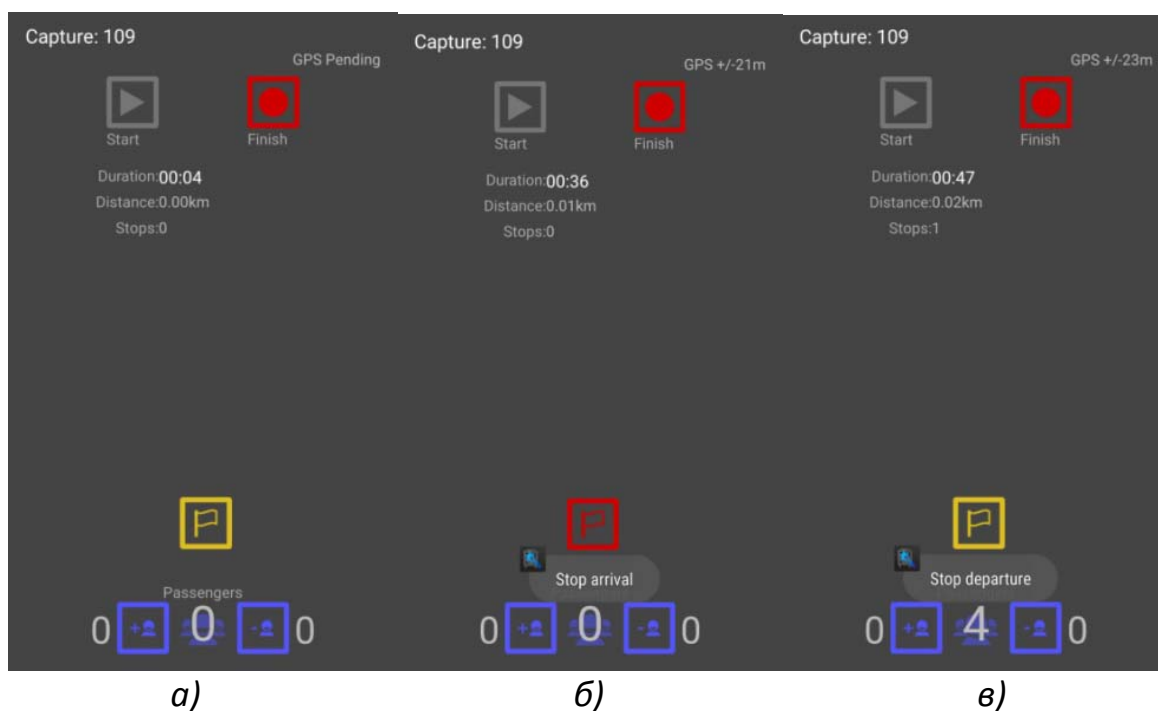 Capture: 109
GPS Pending
Start
Finish
Duration:00:04
Distance:0.00km
Stops:0
Passengers
0 + 0 - 0
а)
Capture: 109
GPS +/-21m
Start
Finish
Duration:00:36
Distance:0.01km
Stops:0
Stop arrival
0 + 0 - 0
б)
Capture: 109
GPS +/-23m
Start
Finish
Duration:00:47
Distance:0.02km
Stops:1
Stop departure
0 + 4 - 0
в)